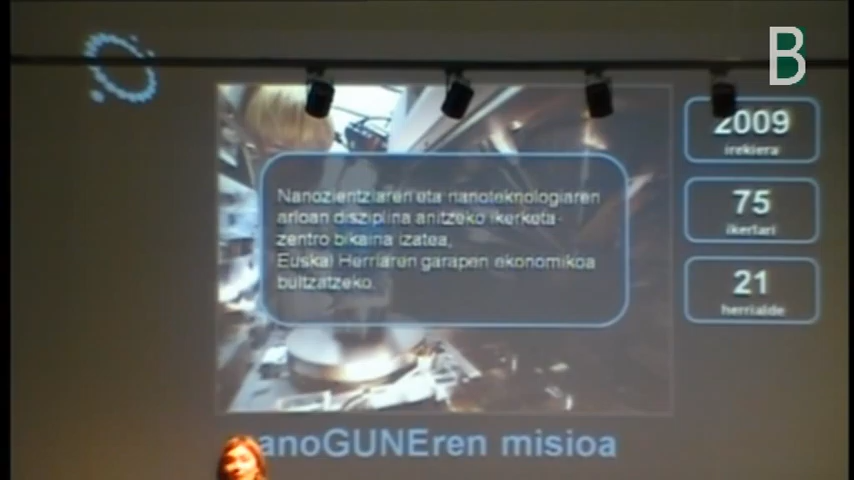 B
2009
irekiera
Nanozientziaren eta nanoteknologiaren
arloan disziplina anitzeko ikerketa-
zentro bikaina izatea,
Euskal Herriaren garapen ekonomikoa
bultzatzeko.
75
ikertari
21
herrialde
anoGUNEren misioa